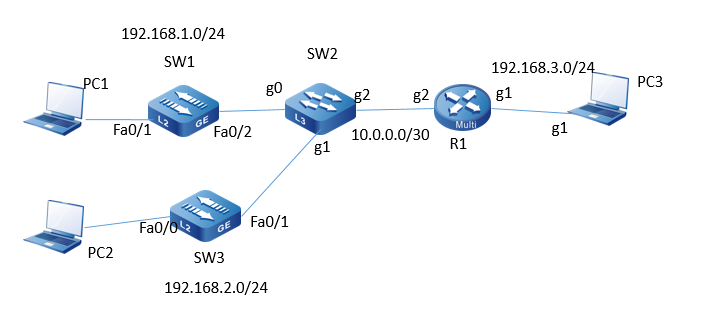 192.168.1.0/24
SW2
SW1
192.168.3.0/24
PC1
PC3
g0
g2
g2
g1
L2
GE
L3
Multi
Fa0/1
Fa0/2
g1
10.0.0.0/30
R1
g1
Fa0/0
L2
GE
Fa0/1
PC2
SW3
192.168.2.0/24